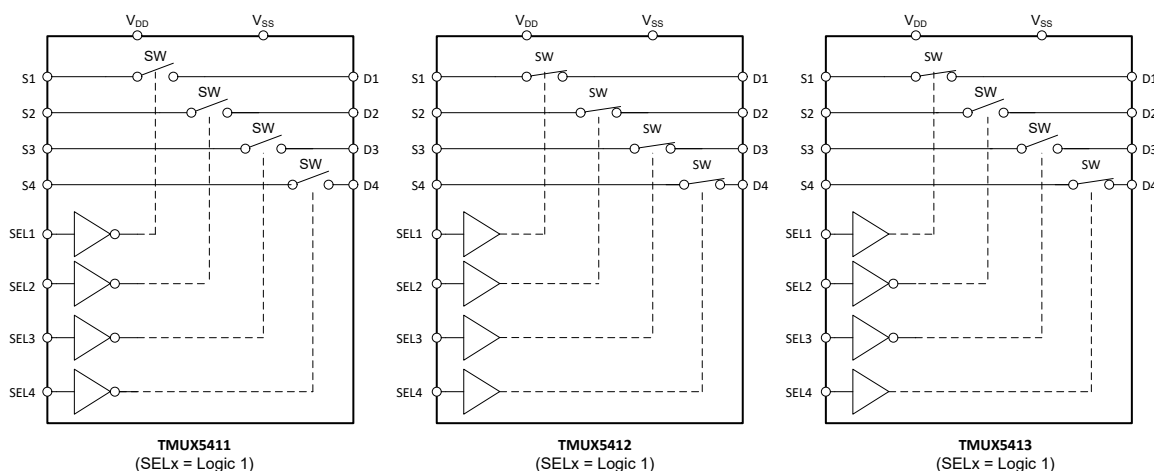 VDD VSS
SW
S1 D1
SW
S2 D2
SW
S3 D3
SW
S4 D4
SEL1
SEL2
SEL3
SEL4
TMUX5411
(SELx = Logic 1)
VDD VSS
SW
S1 D1
SW
S2 D2
SW
S3 D3
SW
S4 D4
SEL1
SEL2
SEL3
SEL4
TMUX5412
(SELx = Logic 1)
VDD VSS
SW
S1 D1
SW
S2 D2
SW
S3 D3
SW
S4 D4
SEL1
SEL2
SEL3
SEL4
TMUX5413
(SELx = Logic 1)